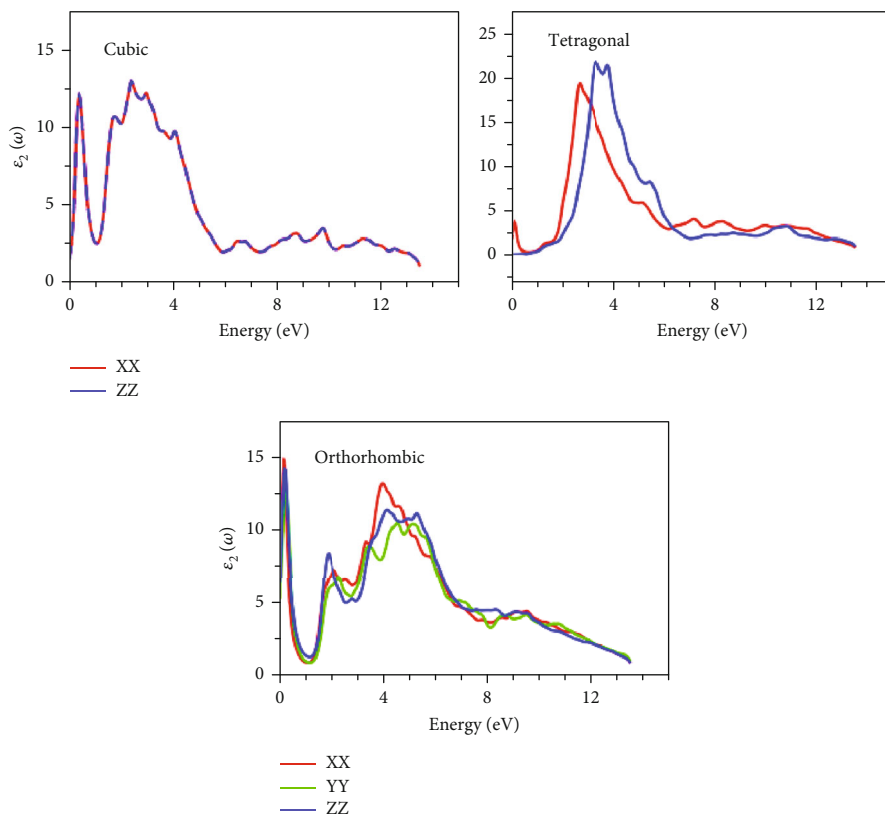 Cubic
15
10
5
0
ε₂ (ω)
0 4 8 12
Energy (eV)
XX
ZZ
Tetragonal
25
20
15
10
5
0
0 4 8 12
Energy (eV)
Orthorhombic
15
10
5
0
ε₂ (ω)
0 4 8 12
Energy (eV)
XX
YY
ZZ